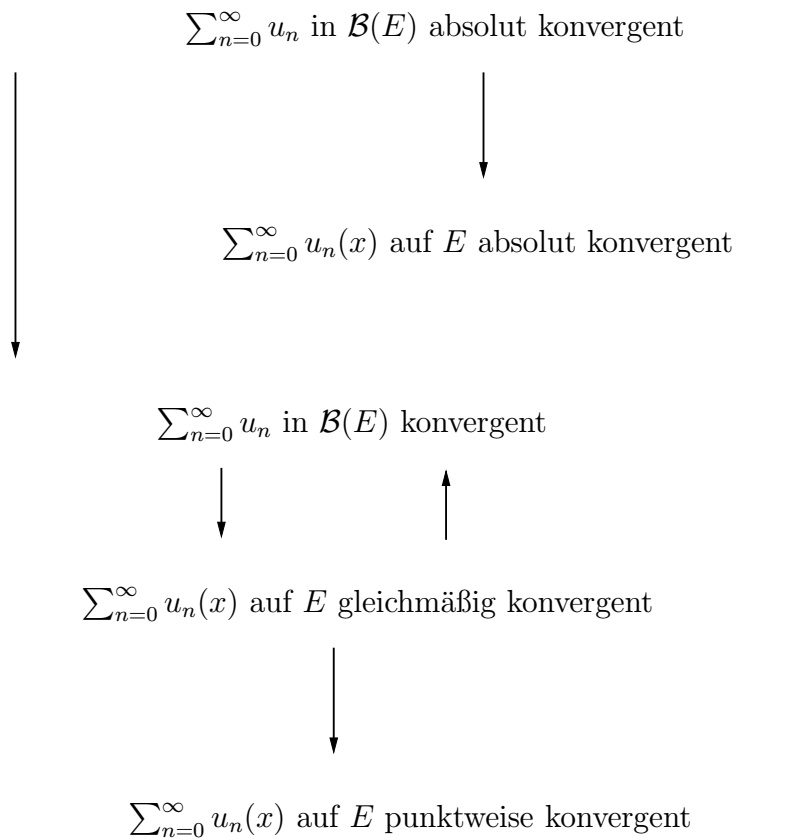 $\sum_{n=0}^{\infty} u_n$ in $\mathcal{B}(E)$ absolut konvergent
$\sum_{n=0}^{\infty} u_n(x)$ auf $E$ absolut konvergent
$\sum_{n=0}^{\infty} u_n$ in $\mathcal{B}(E)$ konvergent
$\sum_{n=0}^{\infty} u_n(x)$ auf $E$ gleichmäßig konvergent
$\sum_{n=0}^{\infty} u_n(x)$ auf $E$ punktweise konvergent